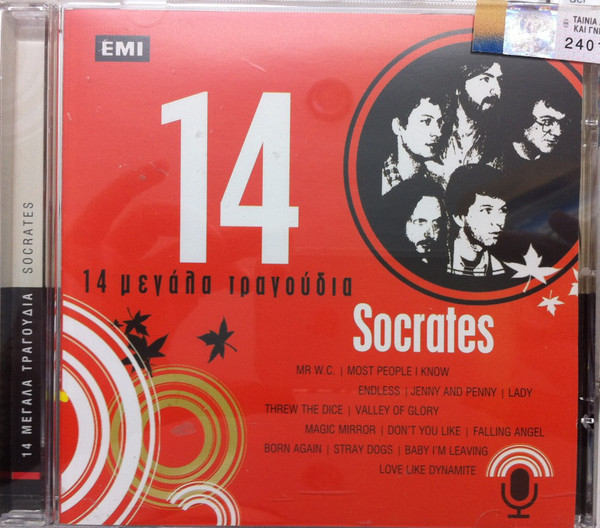 EMI
ΤΑΙΝΙΑ
ΚΑΙ ΓΝΗ
2401
14
14 μεγάλα τραγούδια
Socrates
MR W.C. | MOST PEOPLE I KNOW
ENDLESS | JENNY AND PENNY | LADY
THREW THE DICE | VALLEY OF GLORY
MAGIC MIRROR | DON'T YOU LIKE | FALLING ANGEL
BORN AGAIN | STRAY DOGS | BABY I'M LEAVING
LOVE LIKE DYNAMITE
14 ΜΕΓΑΛΑ ΤΡΑΓΟΥΔΙΑ SOCRATES